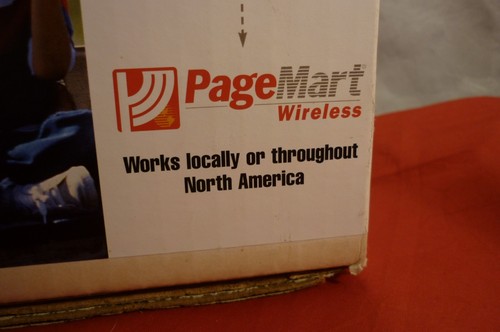 PageMart
Wireless
Works locally or throughout
North America